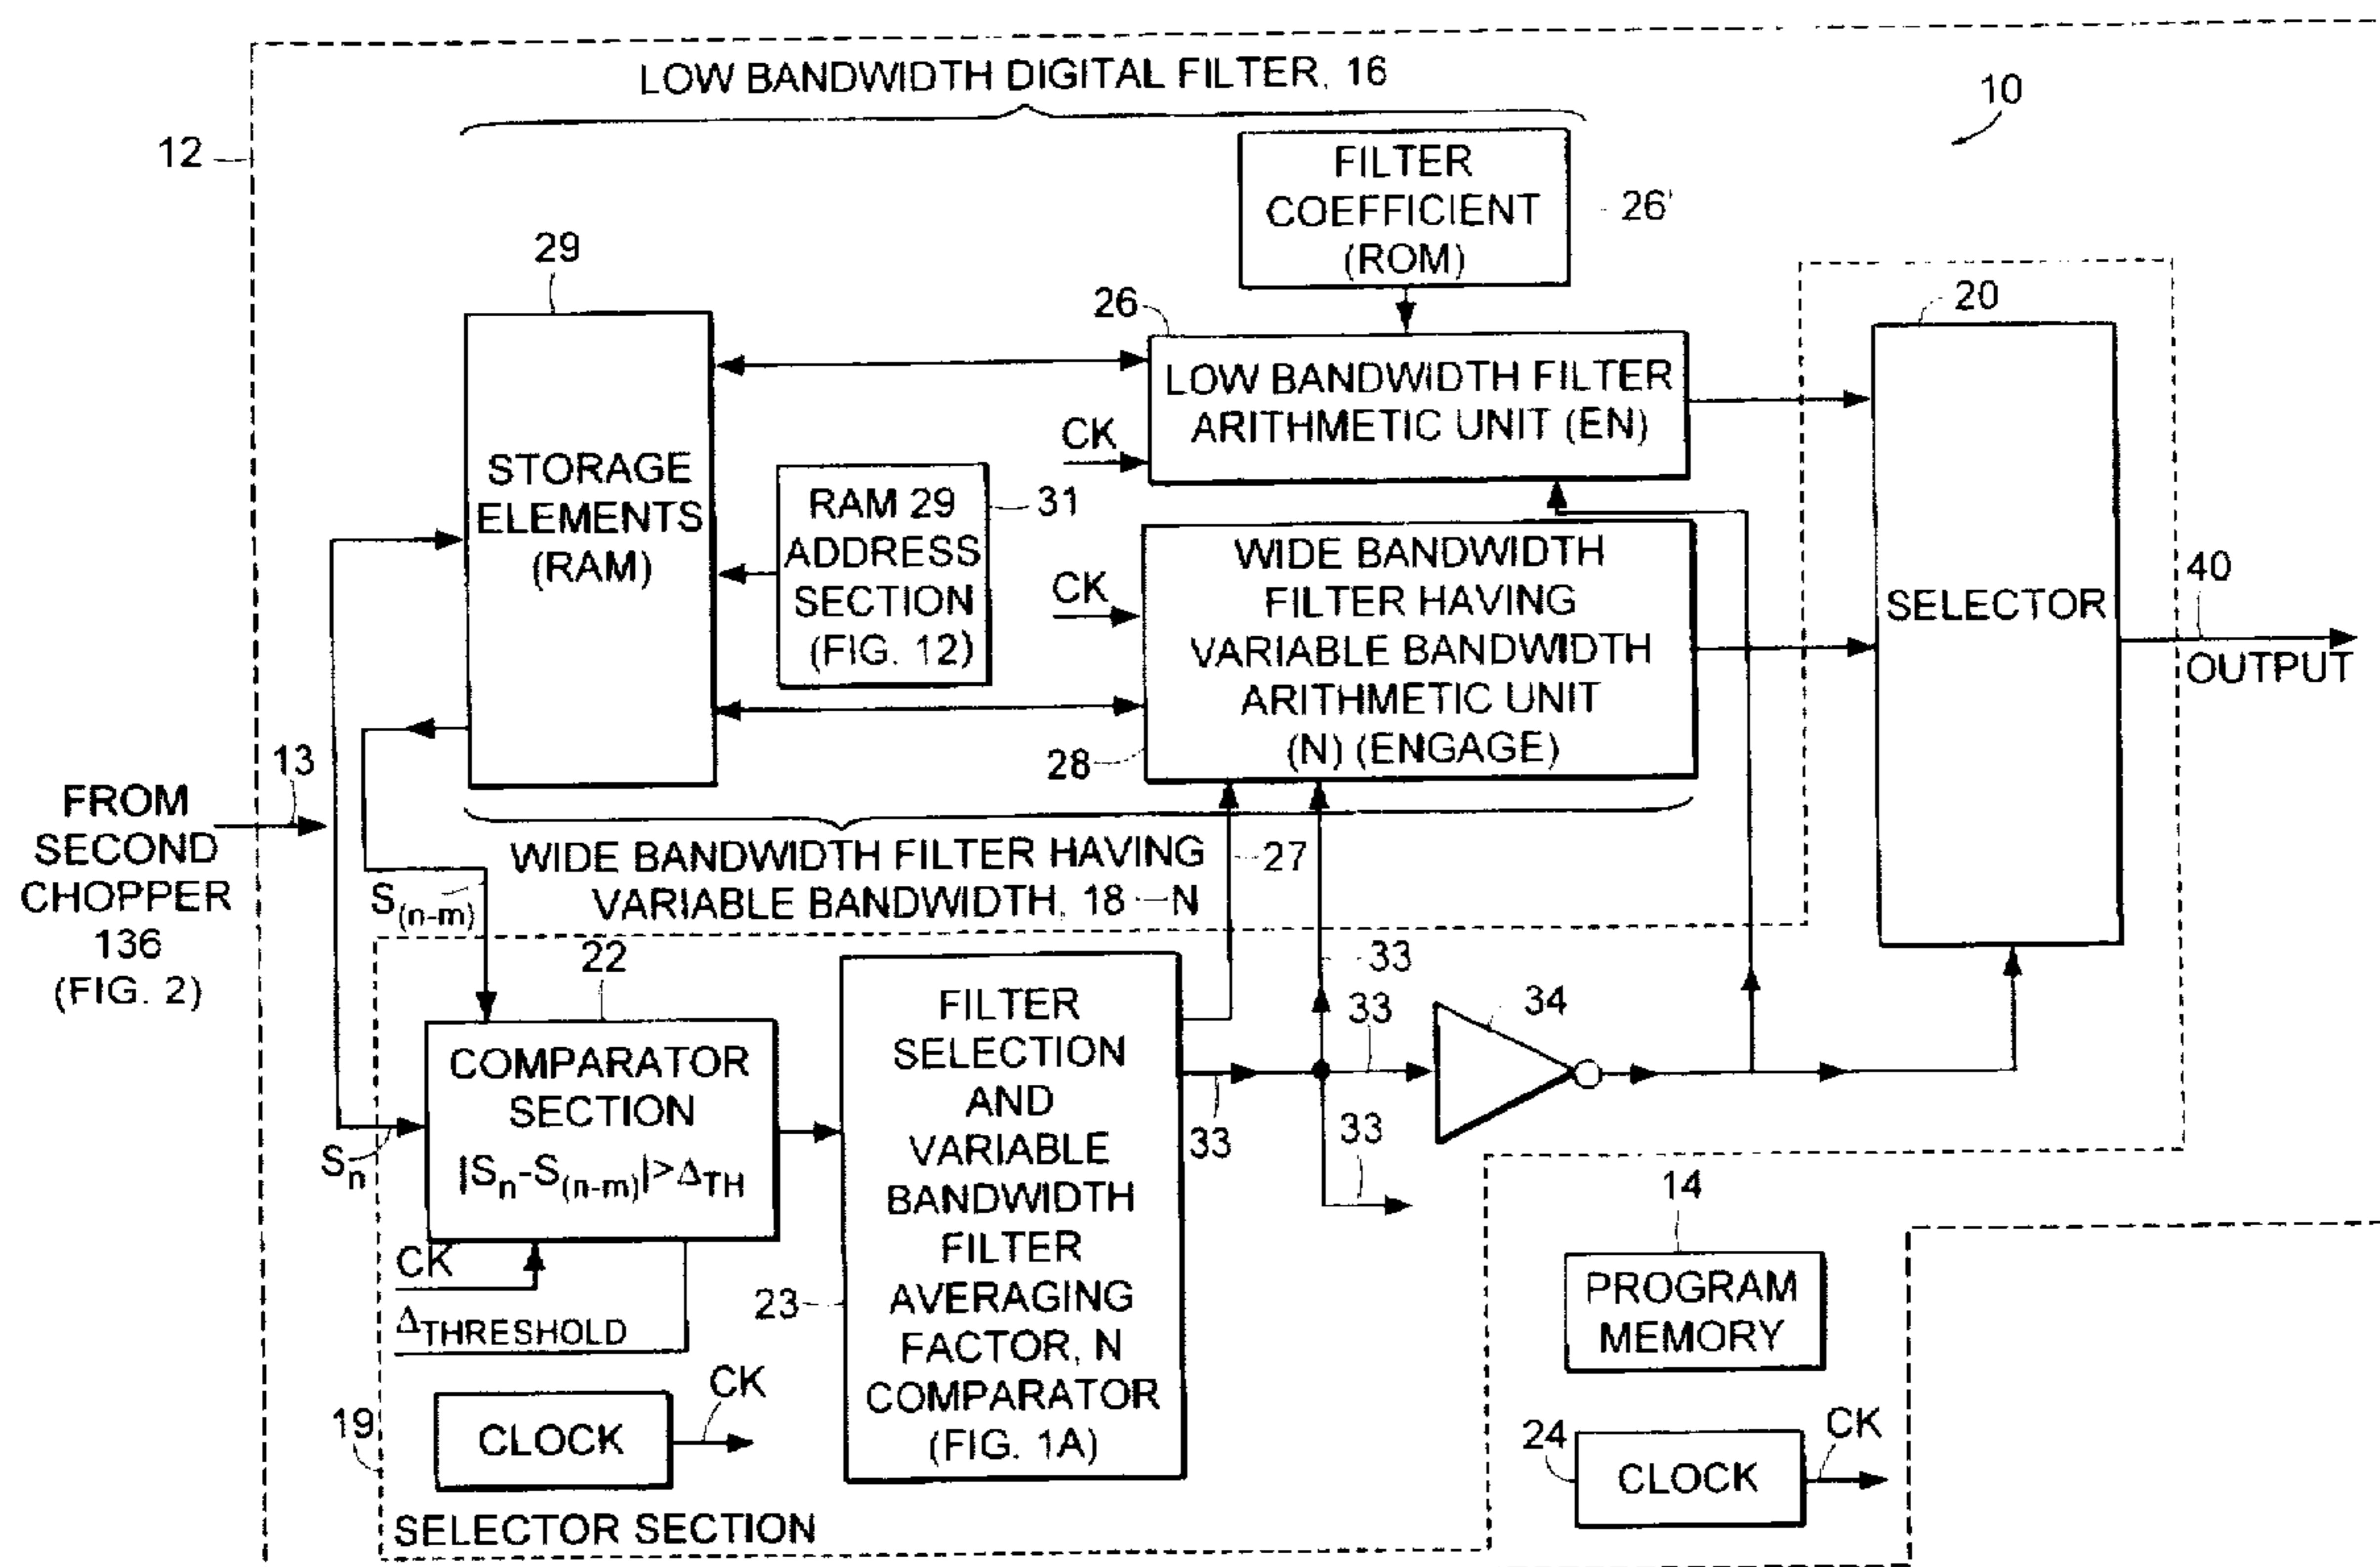 LOW BANDWIDTH DIGITAL FILTER, 16
10
12
FILTER
COEFFICIENT
(ROM)
26'
29
26
20
STORAGE
ELEMENTS
(RAM)
LOW BANDWIDTH FILTER
ARITHMETIC UNIT (EN)
CK
RAM 29
ADDRESS
SECTION
(FIG. 12)
31
CK
WIDE BANDWIDTH
FILTER HAVING
VARIABLE BANDWIDTH
ARITHMETIC UNIT
(N) (ENGAGE)
28
SELECTOR
40
OUTPUT
13
FROM
SECOND
CHOPPER
136
(FIG. 2)
WIDE BANDWIDTH FILTER HAVING
VARIABLE BANDWIDTH, 18-N
27
S(n-m)
22
33
33
34
COMPARATOR
SECTION
|Sn-S(n-m)|>ΔTH
Sn
FILTER
SELECTION
AND
VARIABLE
BANDWIDTH
FILTER
AVERAGING
FACTOR, N
COMPARATOR
(FIG. 1A)
33
33
14
CK
ΔTHRESHOLD
23
PROGRAM
MEMORY
19
CLOCK
CK
24
CLOCK
CK
SELECTOR SECTION